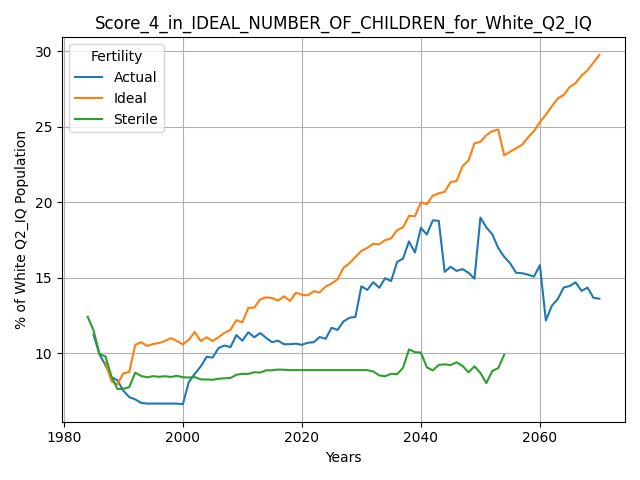 Score_4_in_IDEAL_NUMBER_OF_CHILDREN_for_White_Q2_IQ
Fertility
Actual
Ideal
Sterile
% of White Q2_IQ Population
30
25
20
15
10
1980
2000
2020
2040
2060
Years